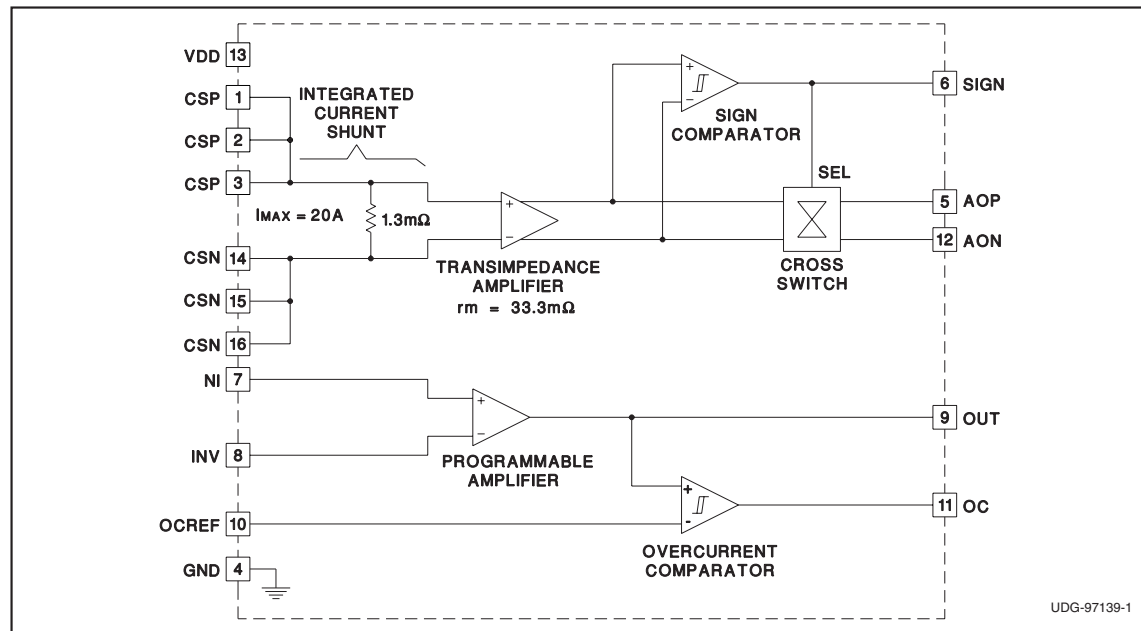 VDD 13
CSP 1
CSP 2
CSP 3
INTEGRATED
CURRENT
SHUNT
IMAX = 20A
1.3mΩ
CSN 14
CSN 15
CSN 16
+
−
TRANSIMPEDANCE
AMPLIFIER
rm = 33.3mΩ
+
−
SIGN
COMPARATOR
6 SIGN
SEL
CROSS
SWITCH
5 AOP
12 AON
NI 7
INV 8
+
−
PROGRAMMABLE
AMPLIFIER
9 OUT
OCREF 10
+
-
OVERCURRENT
COMPARATOR
11 OC
GND 4
UDG-97139-1